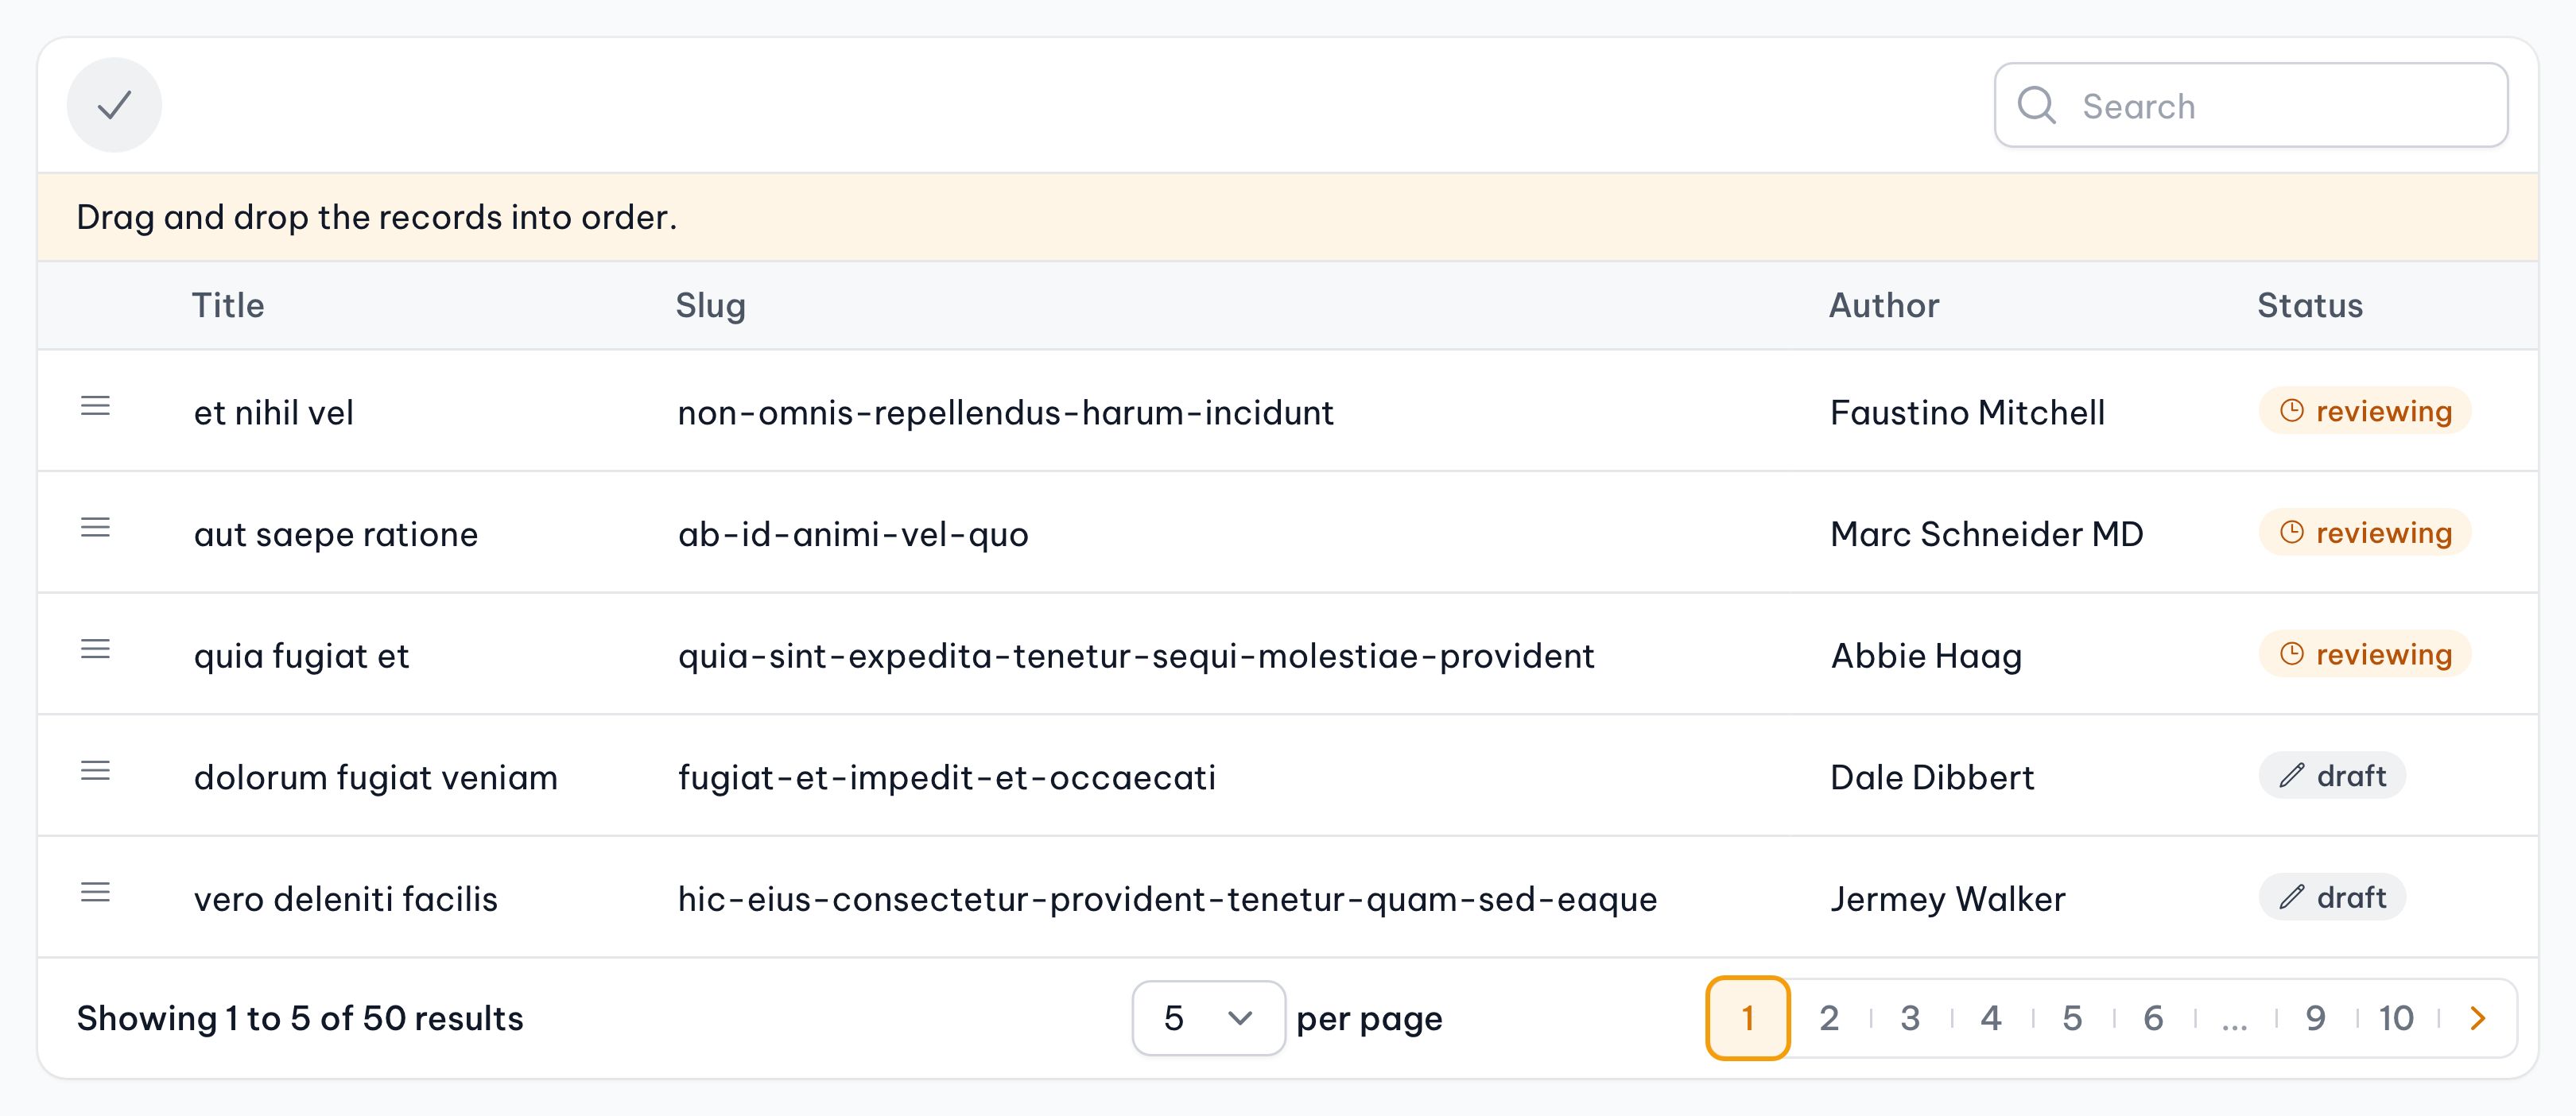 Search
Drag and drop the records into order.
Title Slug Author Status
et nihil vel non-omnis-repellendus-harum-incidunt Faustino Mitchell reviewing
aut saepe ratione ab-id-animi-vel-quo Marc Schneider MD reviewing
quia fugiat et quia-sint-expedita-tenetur-sequi-molestiae-provident Abbie Haag reviewing
dolorum fugiat veniam fugiat-et-impedit-et-occaecati Dale Dibbert draft
vero deleniti facilis hic-eius-consectetur-provident-tenetur-quam-sed-eaque Jermey Walker draft
Showing 1 to 5 of 50 results 5 per page 1 2 3 4 5 6 ... 9 10